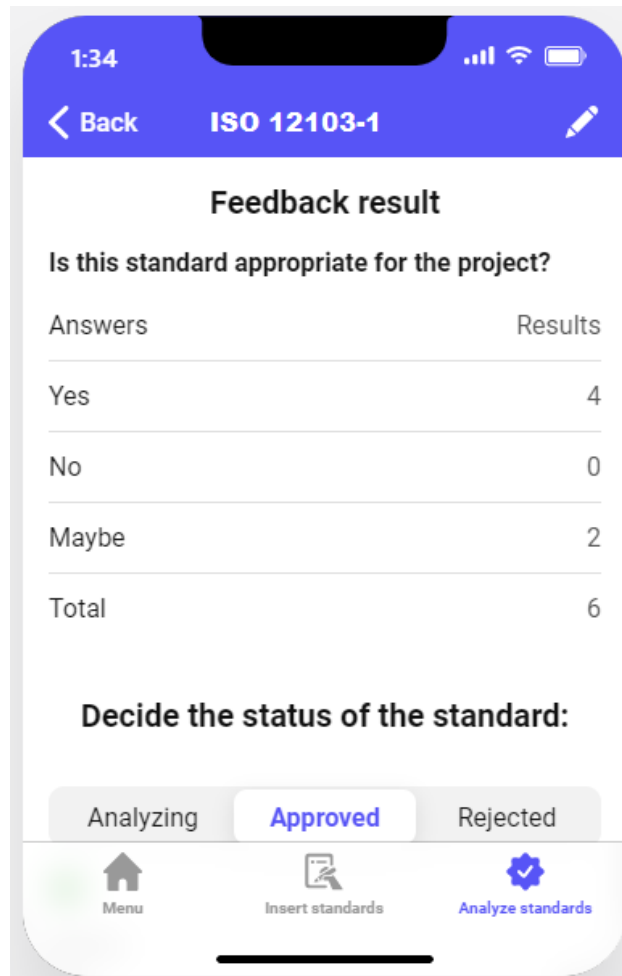 1:34
Back ISO 12103-1
Feedback result
Is this standard appropriate for the project?
Answers Results
Yes 4
No 0
Maybe 2
Total 6
Decide the status of the standard:
Analyzing Approved Rejected
Menu Insert standards Analyze standards